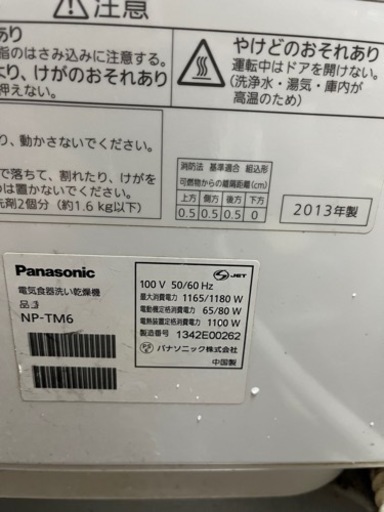 注意
あり
指のはさみ込みに注意する。
より、けがのおそれあり
押えない。
やけどのおそれあり
運転中はドアを開けない。
(洗浄水・湯気・庫内が
高温のため)
り、動かさないでください。
で落ちて、割れたり、けがを
のは置かないでください。
洗剤2個分(約1.6 kg以下)
消防法 基準適合 組込形
可燃物からの離隔距離(cm)
上方 側方 後方 下方
0.5 0.5 0.5 0
2013年製
Panasonic
電気食器洗い乾燥機
品
NP-TM6
JET
100 V 50/60 Hz
最大消費電力 1165/1180 W
電動機定格消費電力 65/80 W
電熱装置定格消費電力 1100 W
製造番号 1342E00262
パナソニック株式会社
中国製